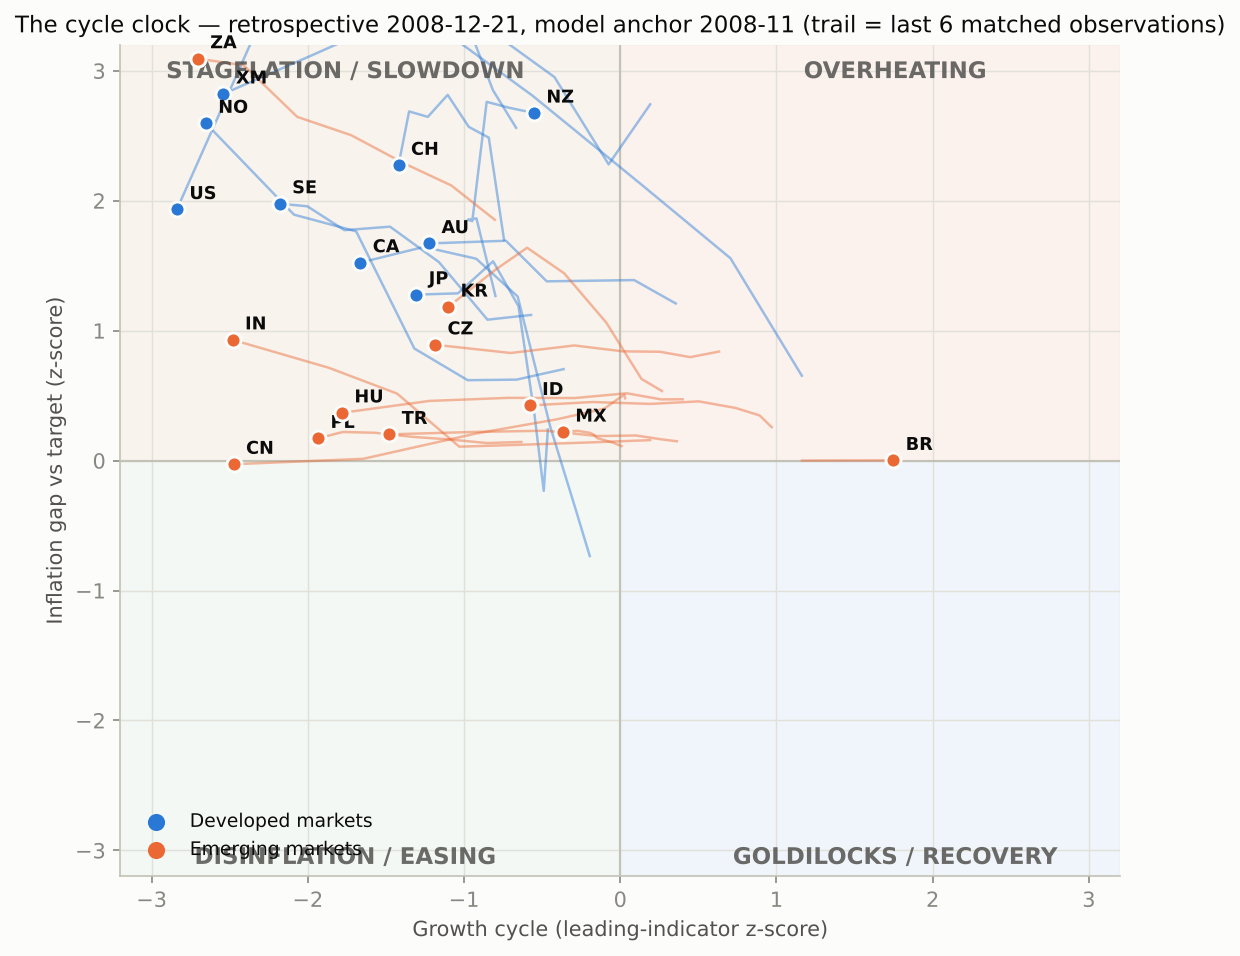 The cycle clock — retrospective 2008-12-21, model anchor 2008-11 (trail = last 6 matched observations)
ZA
STAGFLATION / SLOWDOWN
OVERHEATING
XM
NO
NZ
CH
US
SE
AU
CA
JP
KR
IN
CZ
HU
ID
PL
TR
MX
CN
BR
3
2
1
0
−1
−2
−3
Inflation gap vs target (z-score)
Developed markets
Emerging markets
DISINFLATION / EASING
GOLDILOCKS / RECOVERY
−3 −2 −1 0 1 2 3
Growth cycle (leading-indicator z-score)